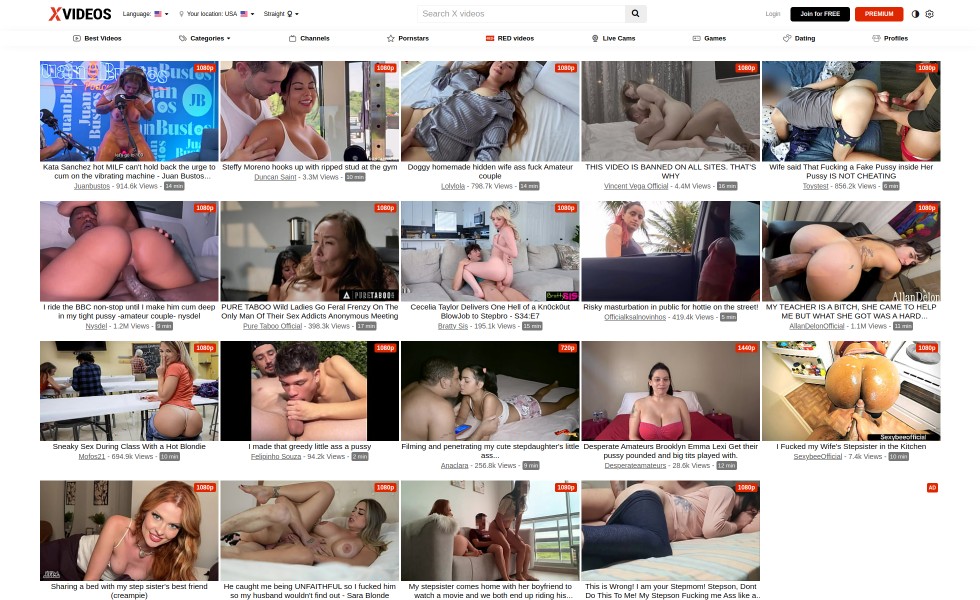 XVIDEOS
Language:
Your location: USA
Straight
Search X videos
Login
Join for FREE
PREMIUM
Best Videos
Categories
Channels
Pornstars
RED videos
Live Cams
Games
Dating
Profiles
1080p
1080p
1080p
1080p
1080p
Kata Sanchez hot MILF can't hold back the urge to
cum on the vibrating machine - Juan Bustos...
Juanbustos - 914.6k Views - 14 min
Steffy Moreno hooks up with ripped stud at the gym
Duncan Saint - 3.3M Views - 10 min
Doggy homemade hidden wife ass fuck Amateur
couple
Lolvlola - 798.7k Views - 14 min
THIS VIDEO IS BANNED ON ALL SITES. THAT'S
WHY
Vincent Vega Official - 4.4M Views - 16 min
Wife said That Fucking a Fake Pussy inside Her
Pussy IS NOT CHEATING
Toystest - 856.2k Views - 6 min
1080p
1080p
1080p
1080p
1080p
PURE TABOO
AllanDelon
I ride the BBC non-stop until I make him cum deep
in my tight pussy -amateur couple- nysdel
Nysdel - 1.2M Views - 9 min
PURE TABOO Wild Ladies Go Feral Frenzy On The
Only Man Of Their Sex Addicts Anonymous Meeting
Pure Taboo Official - 398.3k Views - 17 min
Cecelia Taylor Delivers One Hell of a Kn0ckl0ut
BlowJob to Stepbro - S34:E7
Bratty Sis - 195.1k Views - 15 min
Risky masturbation in public for hottie on the street!
Officialksalnovinhos - 419.4k Views - 5 min
MY TEACHER IS A BITCH, SHE CAME TO HELP
ME BUT WHAT SHE GOT WAS A HARD...
AllanDelonOfficial - 1.1M Views - 11 min
1080p
1080p
720p
1440p
1080p
Sexybeeofficial
Sneaky Sex During Class With a Hot Blondie
Mofos21 - 694.9k Views - 10 min
I made that greedy little ass a pussy
Felipinho Souza - 94.2k Views - 2 min
Filming and penetrating my cute stepdaughter's little
ass...
Anaclara - 256.8k Views - 9 min
Desperate Amateurs Brooklyn Emma Lexi Get their
pussy pounded and big tits played with.
Desperateamateurs - 28.6k Views - 12 min
I Fucked my Wife's Stepsister in the Kitchen
SexybeeOfficial - 7.4k Views - 10 min
1080p
1080p
1080p
1080p
AD
Sharing a bed with my step sister's best friend
(creampie)
He caught me being UNFAITHFUL so I fucked him
so my husband wouldn't find out - Sara Blonde
My stepsister comes home with her boyfriend to
watch a movie and we both end up riding his...
This is Wrong! I am your Stepmom! Stepson, Dont
Do This To Me! My Stepson Fucking me Ass like a..